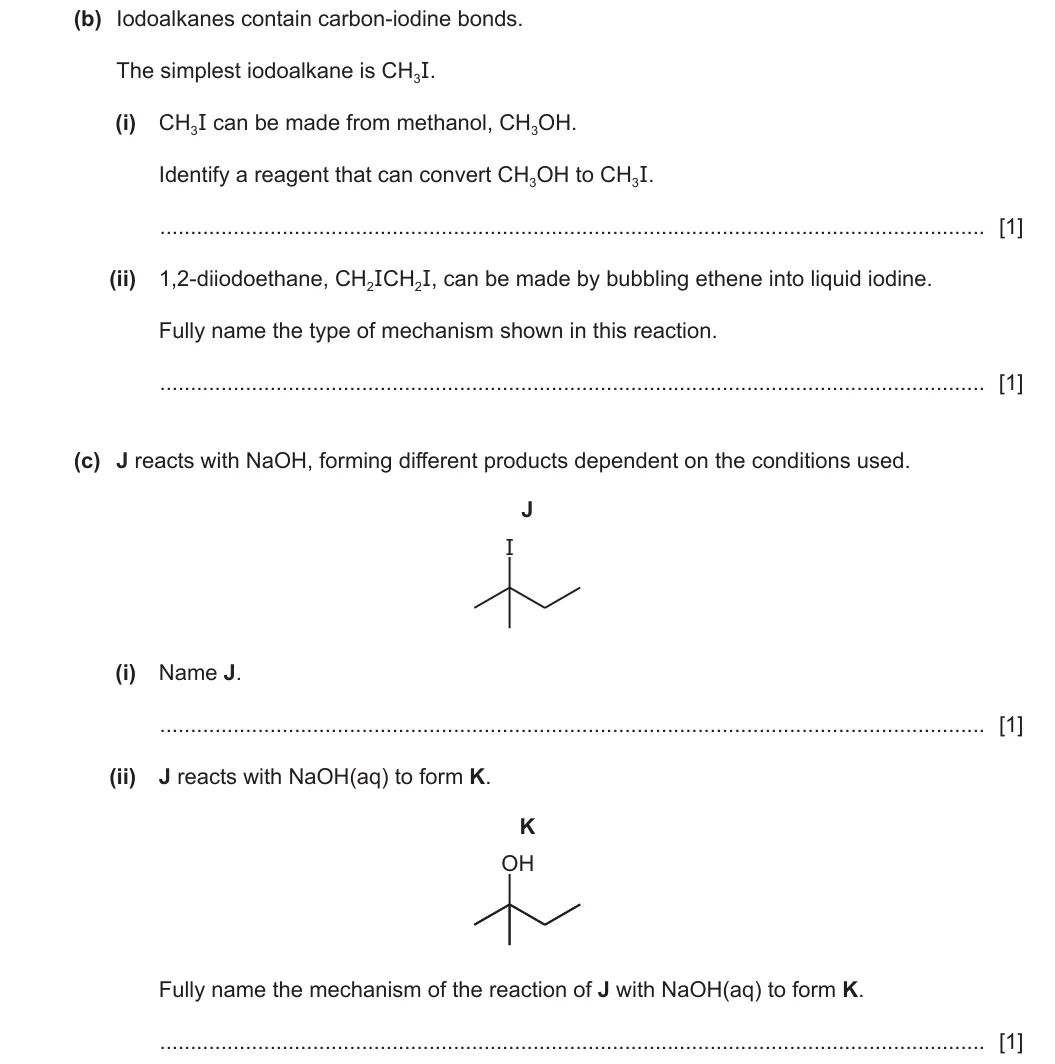 (b) Iodoalkanes contain carbon-iodine bonds.
The simplest iodoalkane is CH₃I.
(i) CH₃I can be made from methanol, CH₃OH.
Identify a reagent that can convert CH₃OH to CH₃I.
.......................................................................................................................................... [1]
(ii) 1,2-diiodoethane, CH₂ICH₂I, can be made by bubbling ethene into liquid iodine.
Fully name the type of mechanism shown in this reaction.
.......................................................................................................................................... [1]
(c) J reacts with NaOH, forming different products dependent on the conditions used.
J
I
(i) Name J.
.......................................................................................................................................... [1]
(ii) J reacts with NaOH(aq) to form K.
K
OH
Fully name the mechanism of the reaction of J with NaOH(aq) to form K.
.......................................................................................................................................... [1]